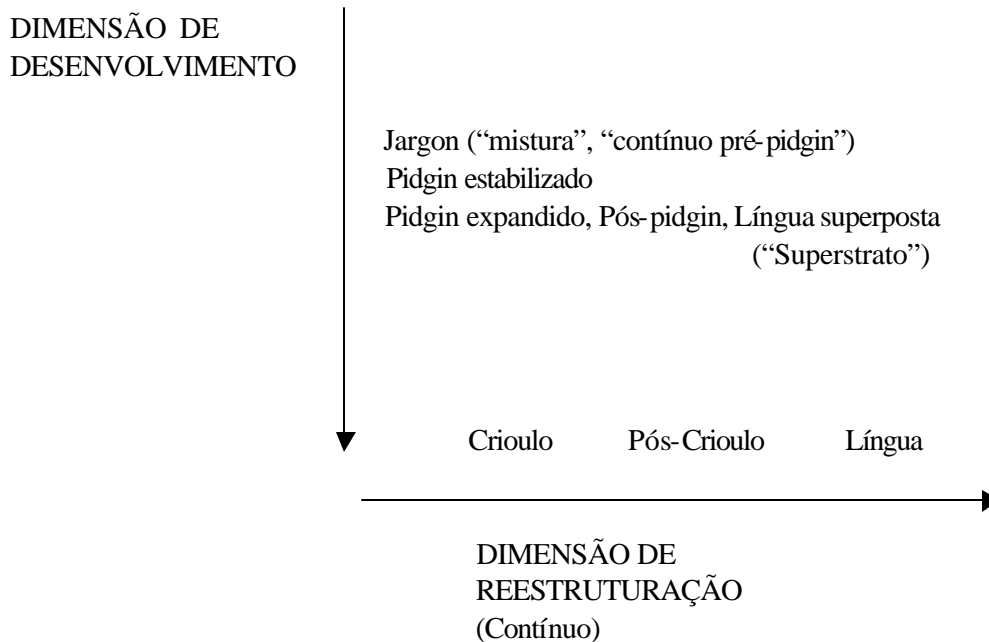 DIMENSÃO DE
DESENVOLVIMENTO
Jargon (“mistura”, “contínuo pré-pidgin”)
Pidgin estabilizado
Pidgin expandido, Pós-pidgin, Língua superposta
(“Superstrato”)
Crioulo Pós-Crioulo Língua
DIMENSÃO DE
REESTRUTURAÇÃO
(Contínuo)